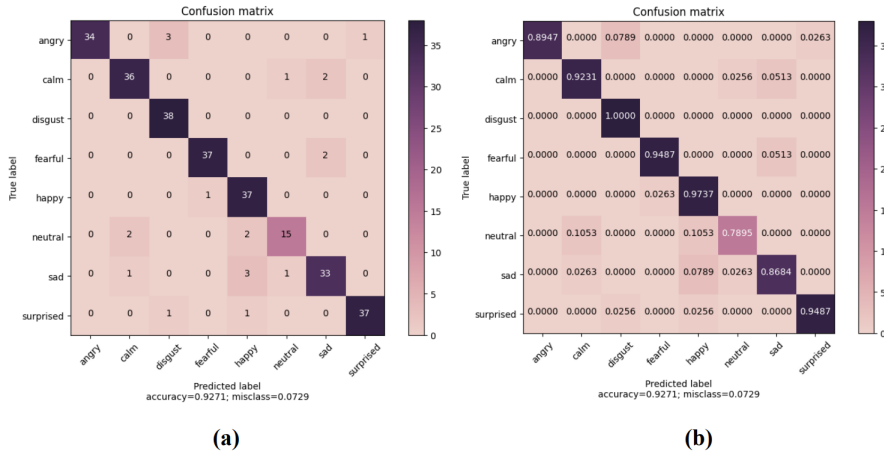 Confusion matrix
angry 34 0 3 0 0 0 0 1
calm 0 36 0 0 0 1 2 0
disgust 0 0 38 0 0 0 0 0
fearful 0 0 0 37 0 0 2 0
happy 0 0 0 1 37 0 0 0
neutral 0 2 0 0 2 15 0 0
sad 0 1 0 0 3 1 33 0
surprised 0 0 1 0 1 0 0 37
True label
angry calm disgust fearful happy neutral sad surprised
Predicted label
accuracy=0.9271; misclass=0.0729
35
30
25
20
15
10
5
0
(a)
Confusion matrix
angry 0.8947 0.0000 0.0789 0.0000 0.0000 0.0000 0.0000 0.0263
calm 0.0000 0.9231 0.0000 0.0000 0.0000 0.0256 0.0513 0.0000
disgust 0.0000 0.0000 1.0000 0.0000 0.0000 0.0000 0.0000 0.0000
fearful 0.0000 0.0000 0.0000 0.9487 0.0000 0.0000 0.0513 0.0000
happy 0.0000 0.0000 0.0000 0.0263 0.9737 0.0000 0.0000 0.0000
neutral 0.0000 0.1053 0.0000 0.0000 0.1053 0.7895 0.0000 0.0000
sad 0.0000 0.0263 0.0000 0.0000 0.0789 0.0263 0.8684 0.0000
surprised 0.0000 0.0000 0.0256 0.0000 0.0256 0.0000 0.0000 0.9487
True label
angry calm disgust fearful happy neutral sad surprised
Predicted label
accuracy=0.9271; misclass=0.0729
(b)